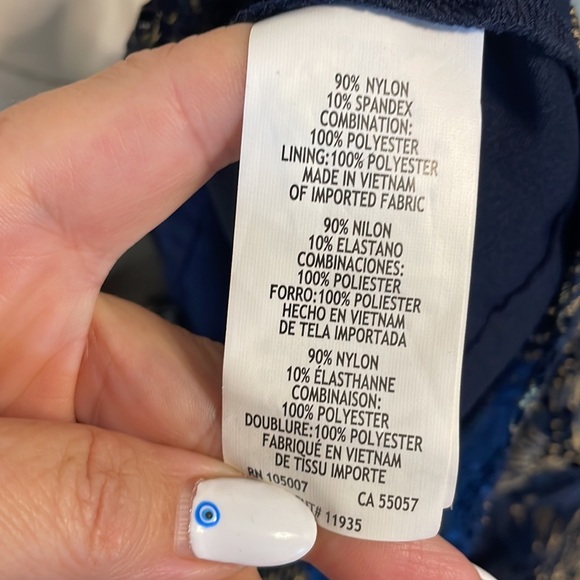 90% NYLON
10% SPANDEX
COMBINATION:
100% POLYESTER
LINING:100% POLYESTER
MADE IN VIETNAM
OF IMPORTED FABRIC
90% NILON
10% ELASTANO
COMBINACIONES:
100% POLIESTER
FORRO:100% POLIESTER
HECHO EN VIETNAM
DE TELA IMPORTADA
90% NYLON
10% ÉLASTHANNE
COMBINAISON:
100% POLYESTER
DOUBLURE:100% POLYESTER
FABRIQUÉ EN VIETNAM
DE TISSU IMPORTE
RN 105007
CA 55057
11935